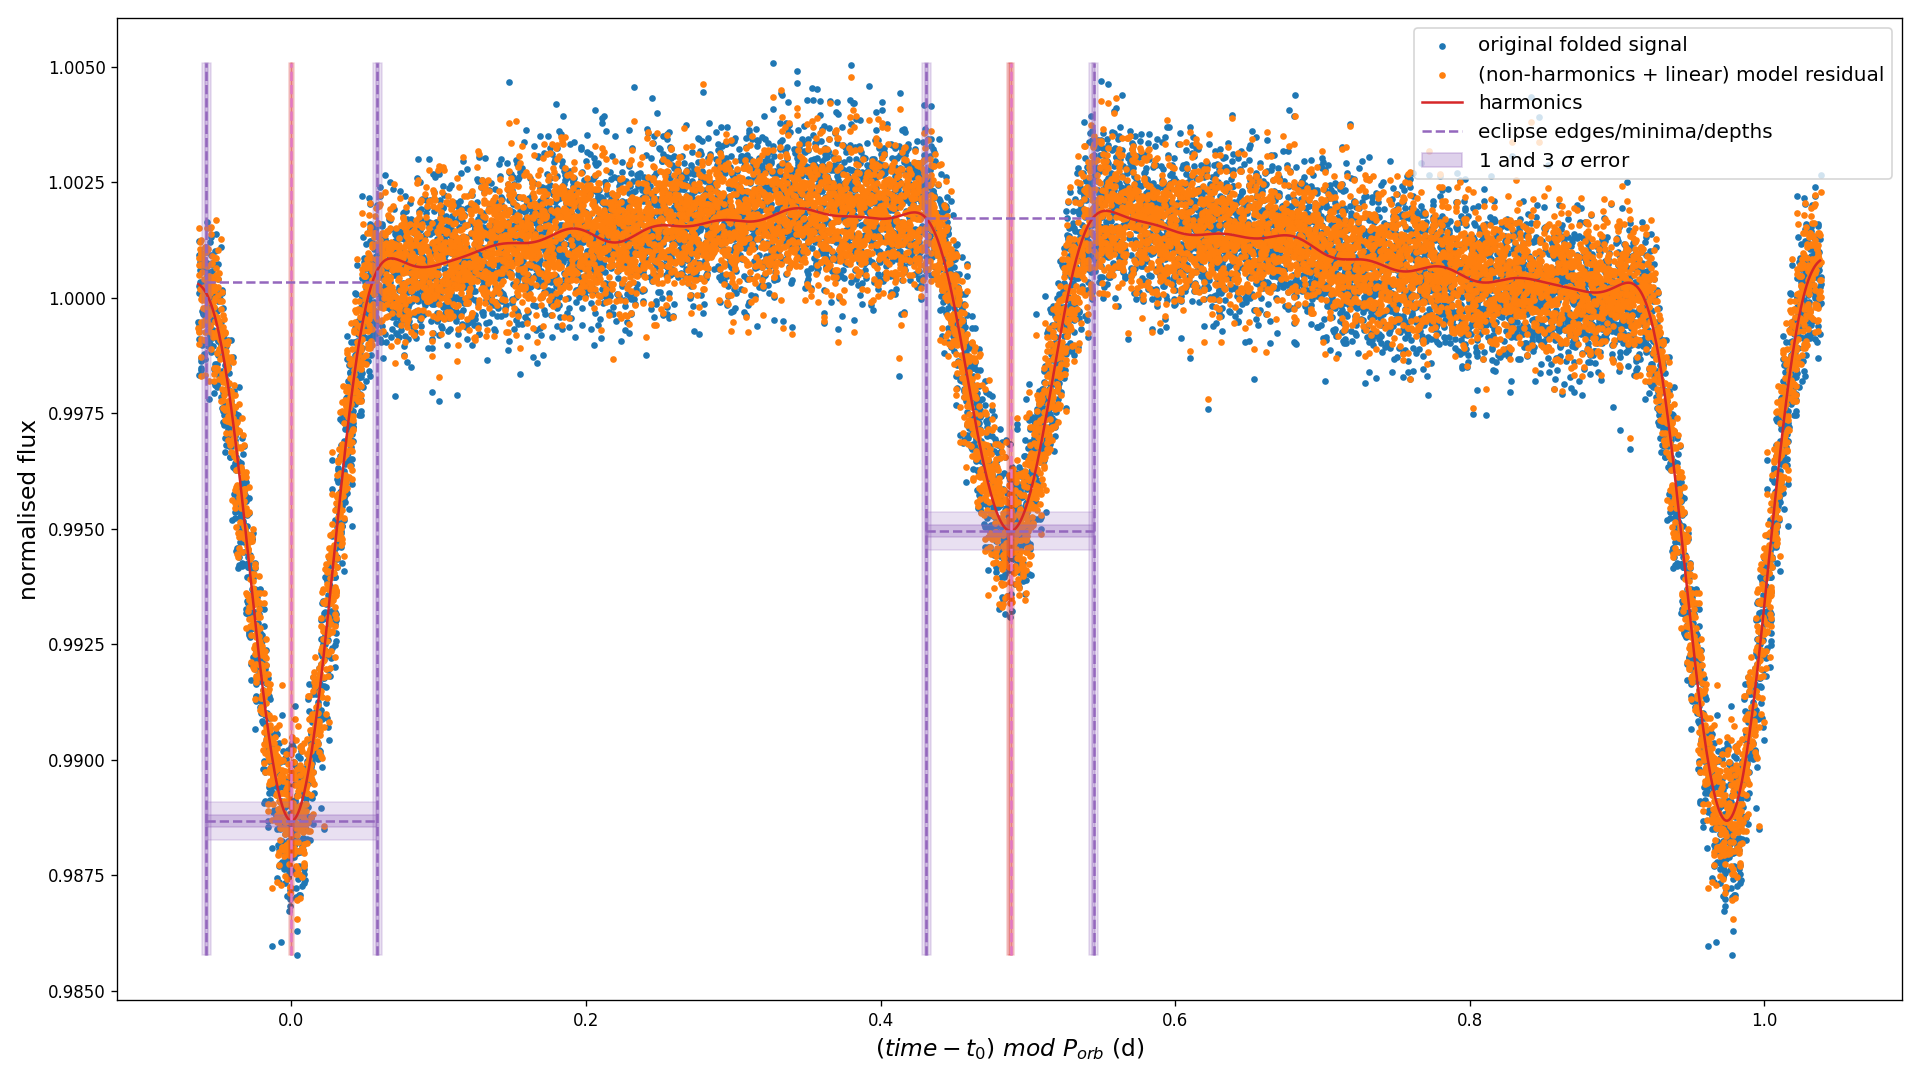 original folded signal
(non-harmonics + linear) model residual
harmonics
eclipse edges/minima/depths
1 and 3 σ error
normalised flux
1.0050
1.0025
1.0000
0.9975
0.9950
0.9925
0.9900
0.9875
0.9850
0.0 0.2 0.4 0.6 0.8 1.0
(time − t₀) mod Pₒᵣb (d)